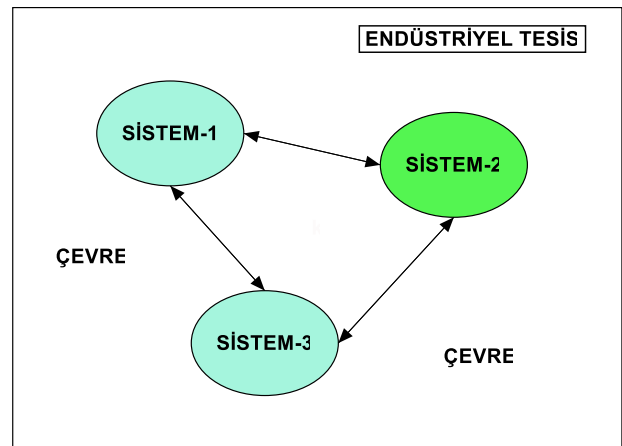 ENDÜSTRİYEL TESİS
SİSTEM-1
SİSTEM-2
ÇEVRE
SİSTEM-3
ÇEVRE